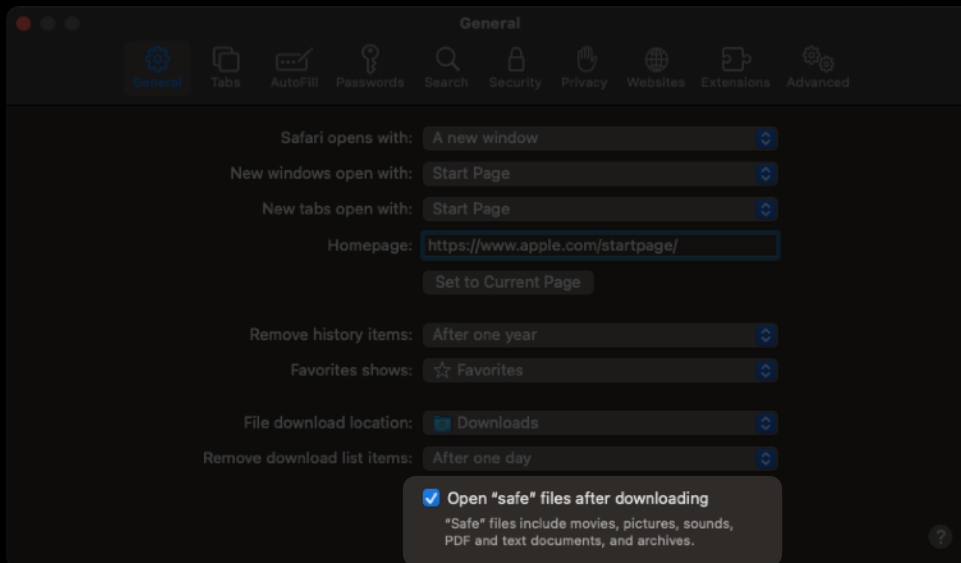 General
General Tabs AutoFill Passwords Search Security Privacy Websites Extensions Advanced
Safari opens with: A new window
New windows open with: Start Page
New tabs open with: Start Page
Homepage: https://www.apple.com/startpage/
Set to Current Page
Remove history items: After one year
Favorites shows: Favorites
File download location: Downloads
Remove download list items: After one day
Open “safe” files after downloading
“Safe” files include movies, pictures, sounds,
PDF and text documents, and archives.
?